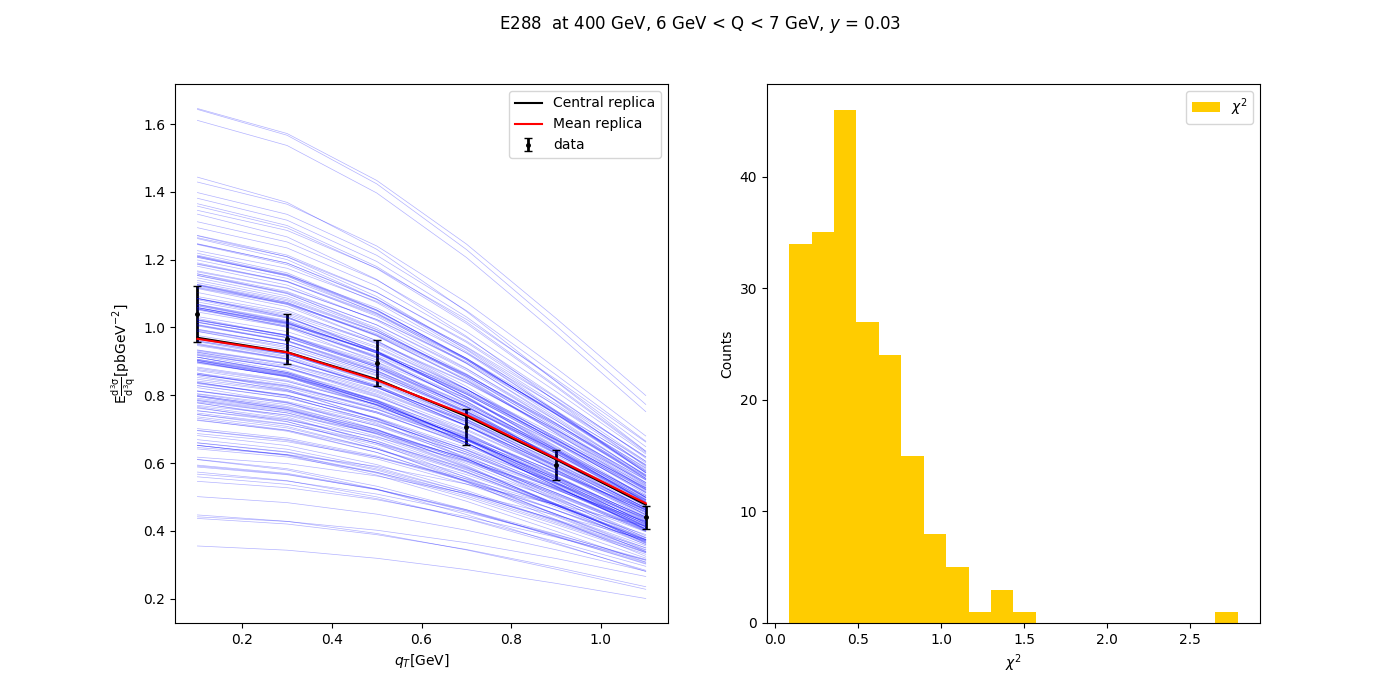 E288 at 400 GeV, 6 GeV < Q < 7 GeV, y = 0.03
Central replica
Mean replica
data
1.6
1.4
1.2
1.0
0.8
0.6
0.4
0.2
E d³σ/d³q [pbGeV⁻²]
0.2 0.4 0.6 0.8 1.0
q_T[GeV]
χ²
40
30
20
10
0
Counts
0.0 0.5 1.0 1.5 2.0 2.5
χ²